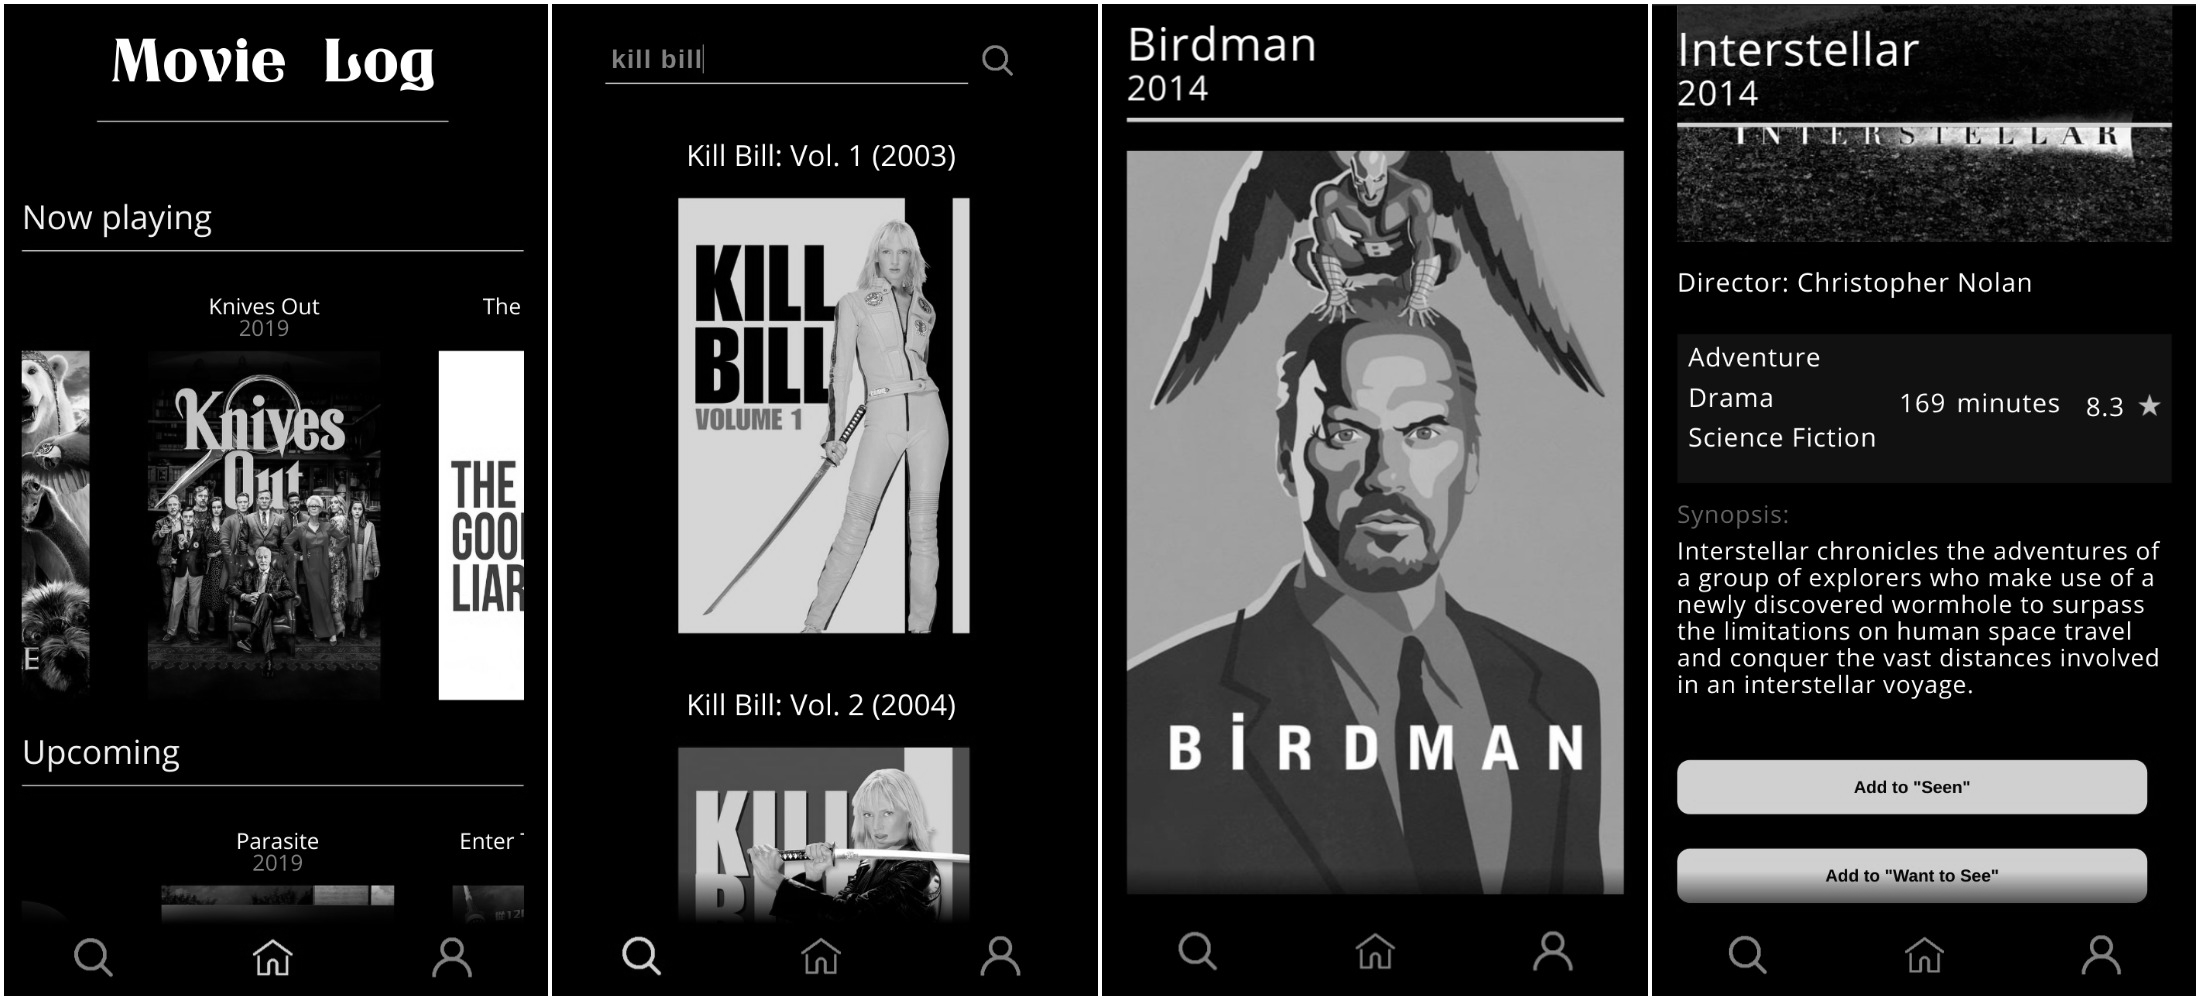 Movie Log
Now playing
Knives Out
2019
The
Knives
Out
THE
GOO
LIAR
E
Upcoming
Parasite
2019
Enter
kill bill
Kill Bill: Vol. 1 (2003)
KILL
BILL
VOLUME 1
Kill Bill: Vol. 2 (2004)
KILL
Birdman
2014
BiRDMAN
Interstellar
2014
INTERSTELLAR
Director: Christopher Nolan
Adventure
Drama
Science Fiction
169 minutes
8.3 ★
Synopsis:
Interstellar chronicles the adventures of
a group of explorers who make use of a
newly discovered wormhole to surpass
the limitations on human space travel
and conquer the vast distances involved
in an interstellar voyage.
Add to "Seen"
Add to "Want to See"